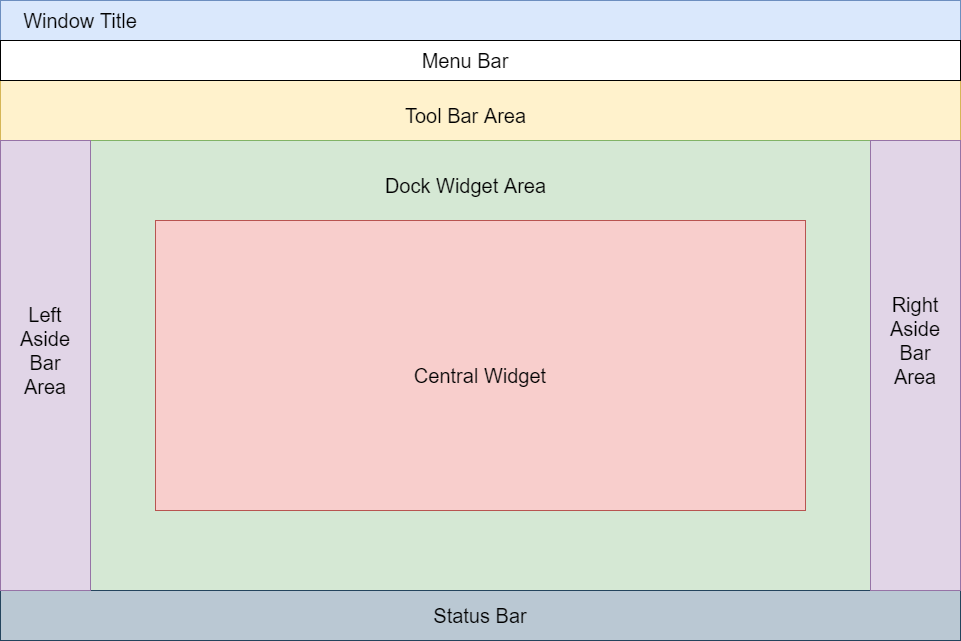 Window Title
Menu Bar
Tool Bar Area
Dock Widget Area
Left
Aside
Bar
Area
Central Widget
Right
Aside
Bar
Area
Status Bar